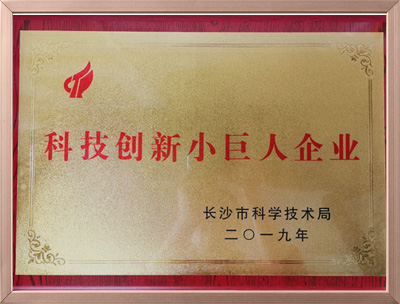 科技创新小巨人企业
长沙市科学技术局
二〇一九年